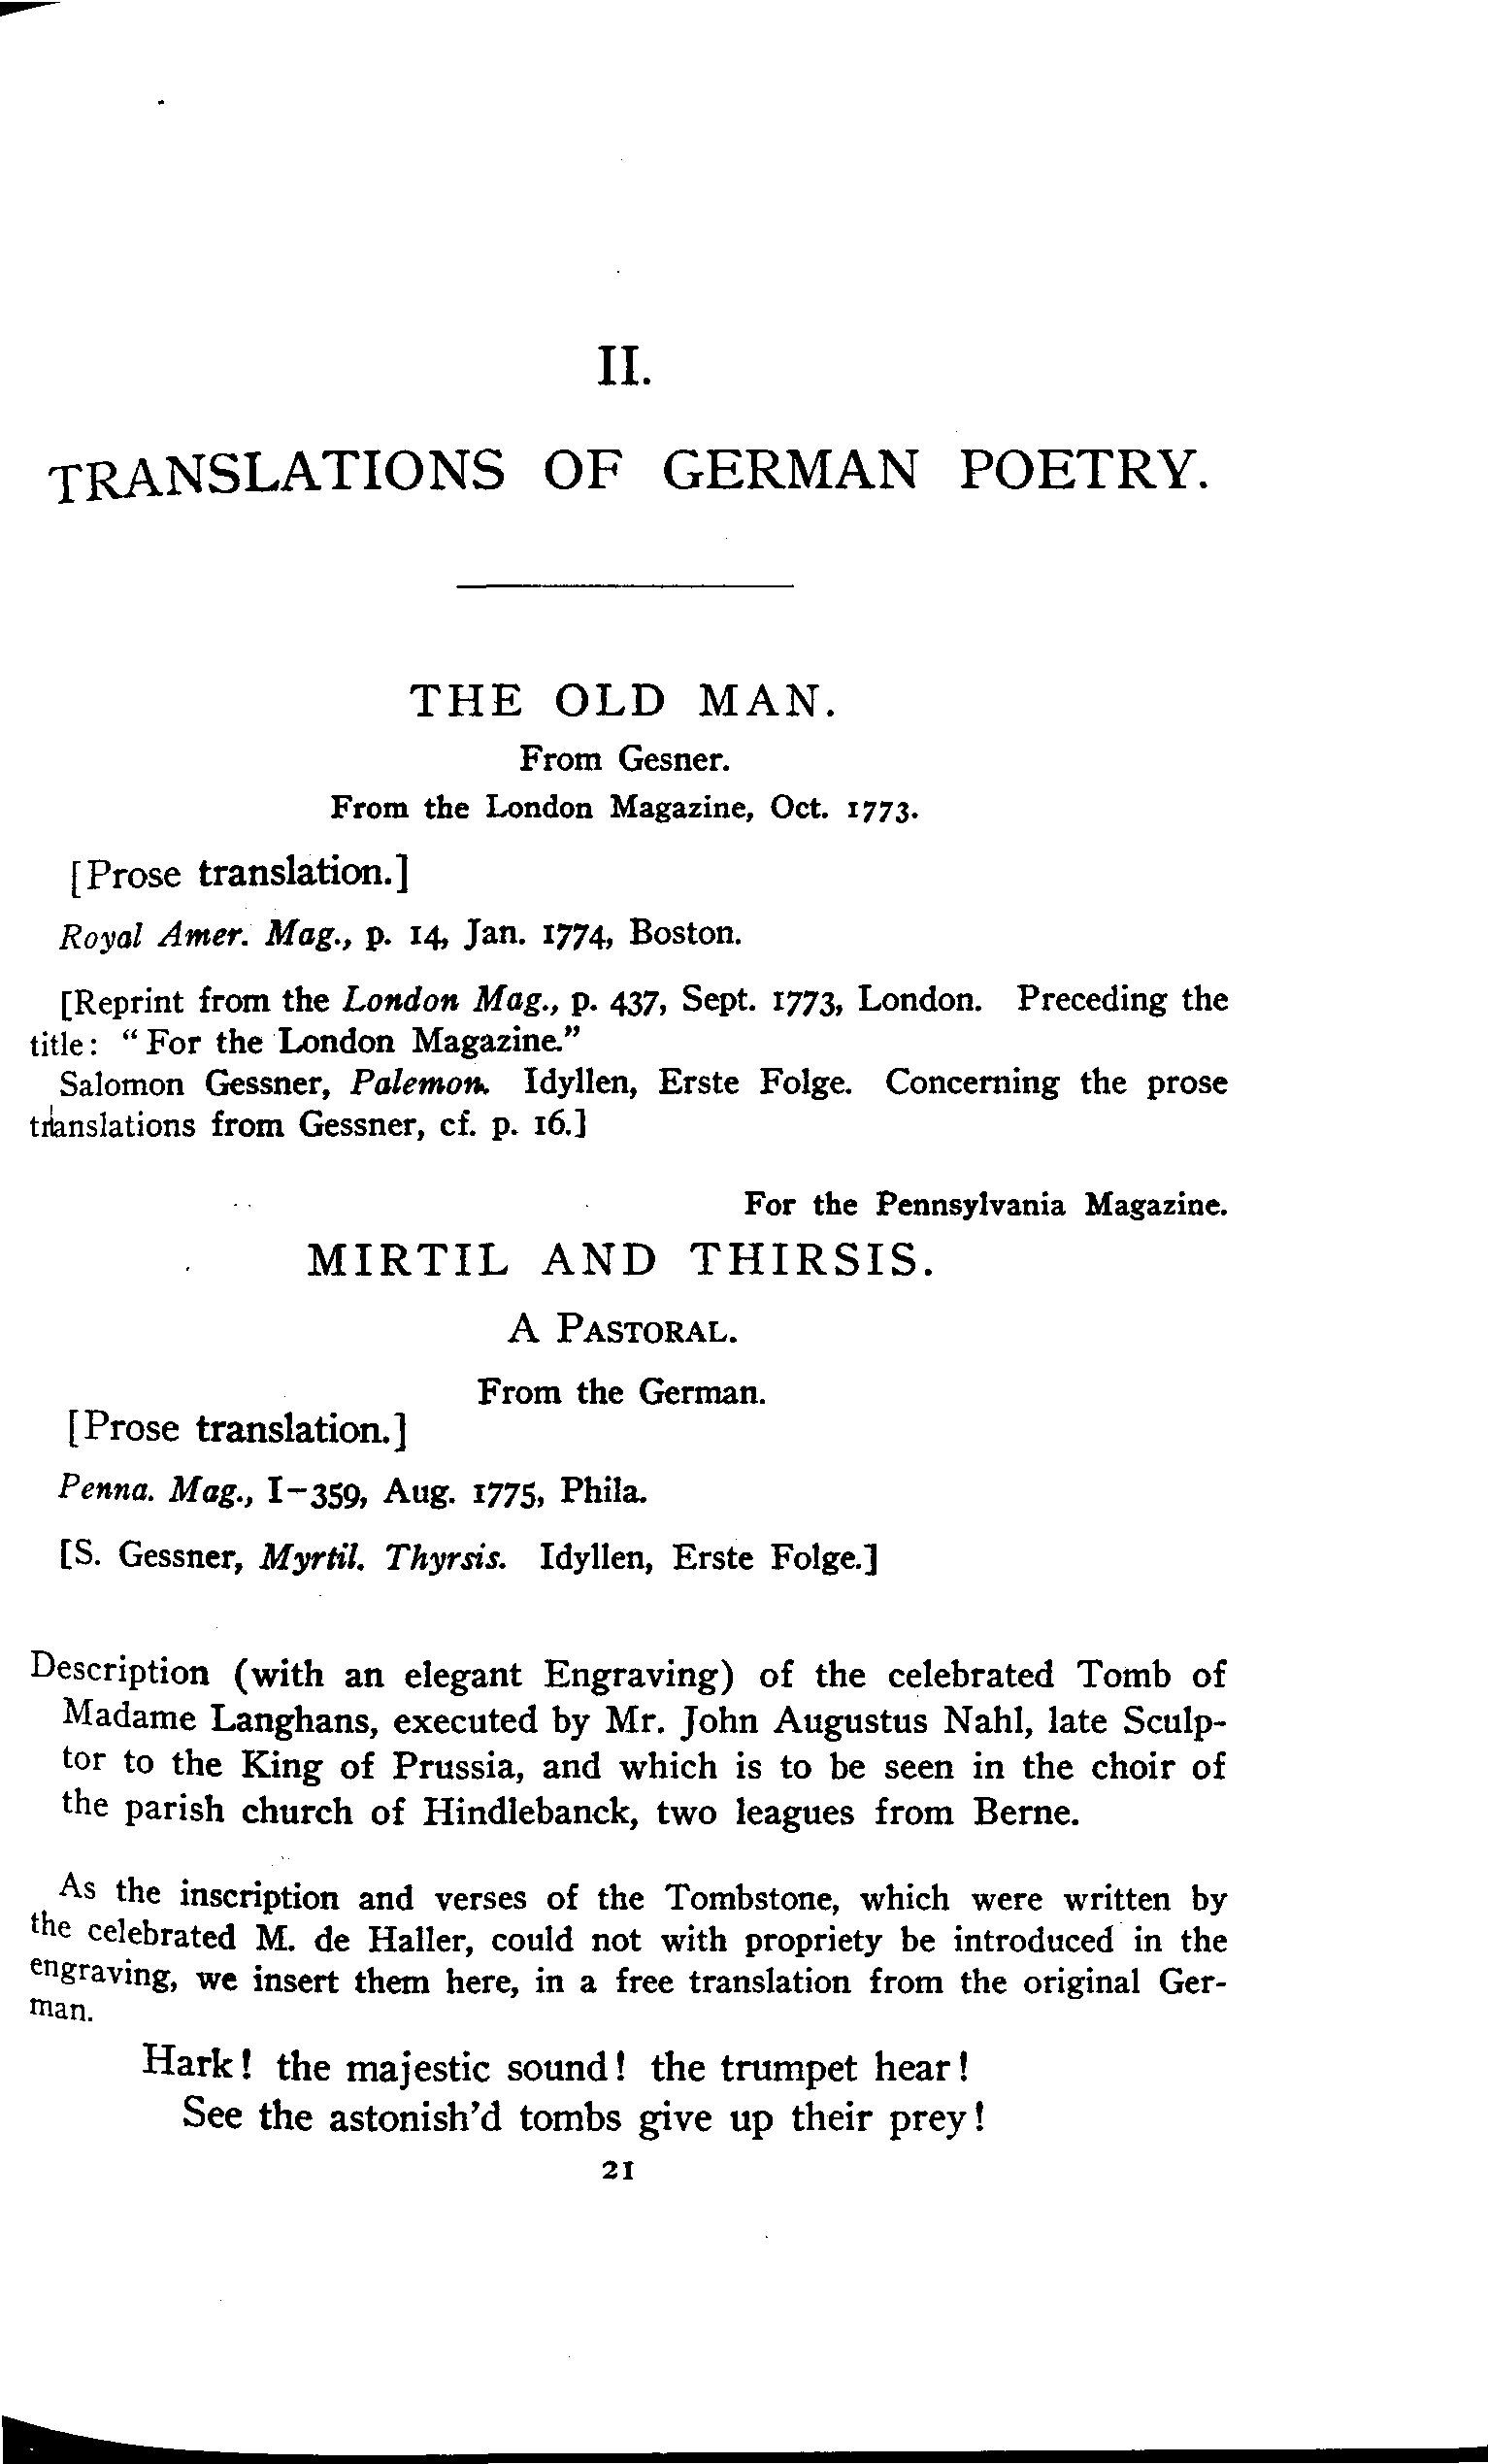 II.
TRANSLATIONS OF GERMAN POETRY.
THE OLD MAN.
From Gesner.
From the London Magazine, Oct. 1773.
[Prose translation.]
Royal Amer. Mag., p. 14, Jan. 1774, Boston.
[Reprint from the London Mag., p. 437, Sept. 1773, London. Preceding the
title: "For the London Magazine."
Salomon Gessner, Palemon. Idyllen, Erste Folge. Concerning the prose
translations from Gessner, cf. p. 16.]
For the Pennsylvania Magazine.
MIRTIL AND THIRSIS.
A PASTORAL.
From the German.
[Prose translation.]
Penna. Mag., I-359, Aug. 1775, Phila.
[S. Gessner, Myrtil. Thyrsis. Idyllen, Erste Folge.]
Description (with an elegant Engraving) of the celebrated Tomb of
Madame Langhans, executed by Mr. John Augustus Nahl, late Sculp-
tor to the King of Prussia, and which is to be seen in the choir of
the parish church of Hindlebanck, two leagues from Berne.
As the inscription and verses of the Tombstone, which were written by
the celebrated M. de Haller, could not with propriety be introduced in the
engraving, we insert them here, in a free translation from the original Ger-
man.
Hark! the majestic sound! the trumpet hear!
See the astonish'd tombs give up their prey!
21